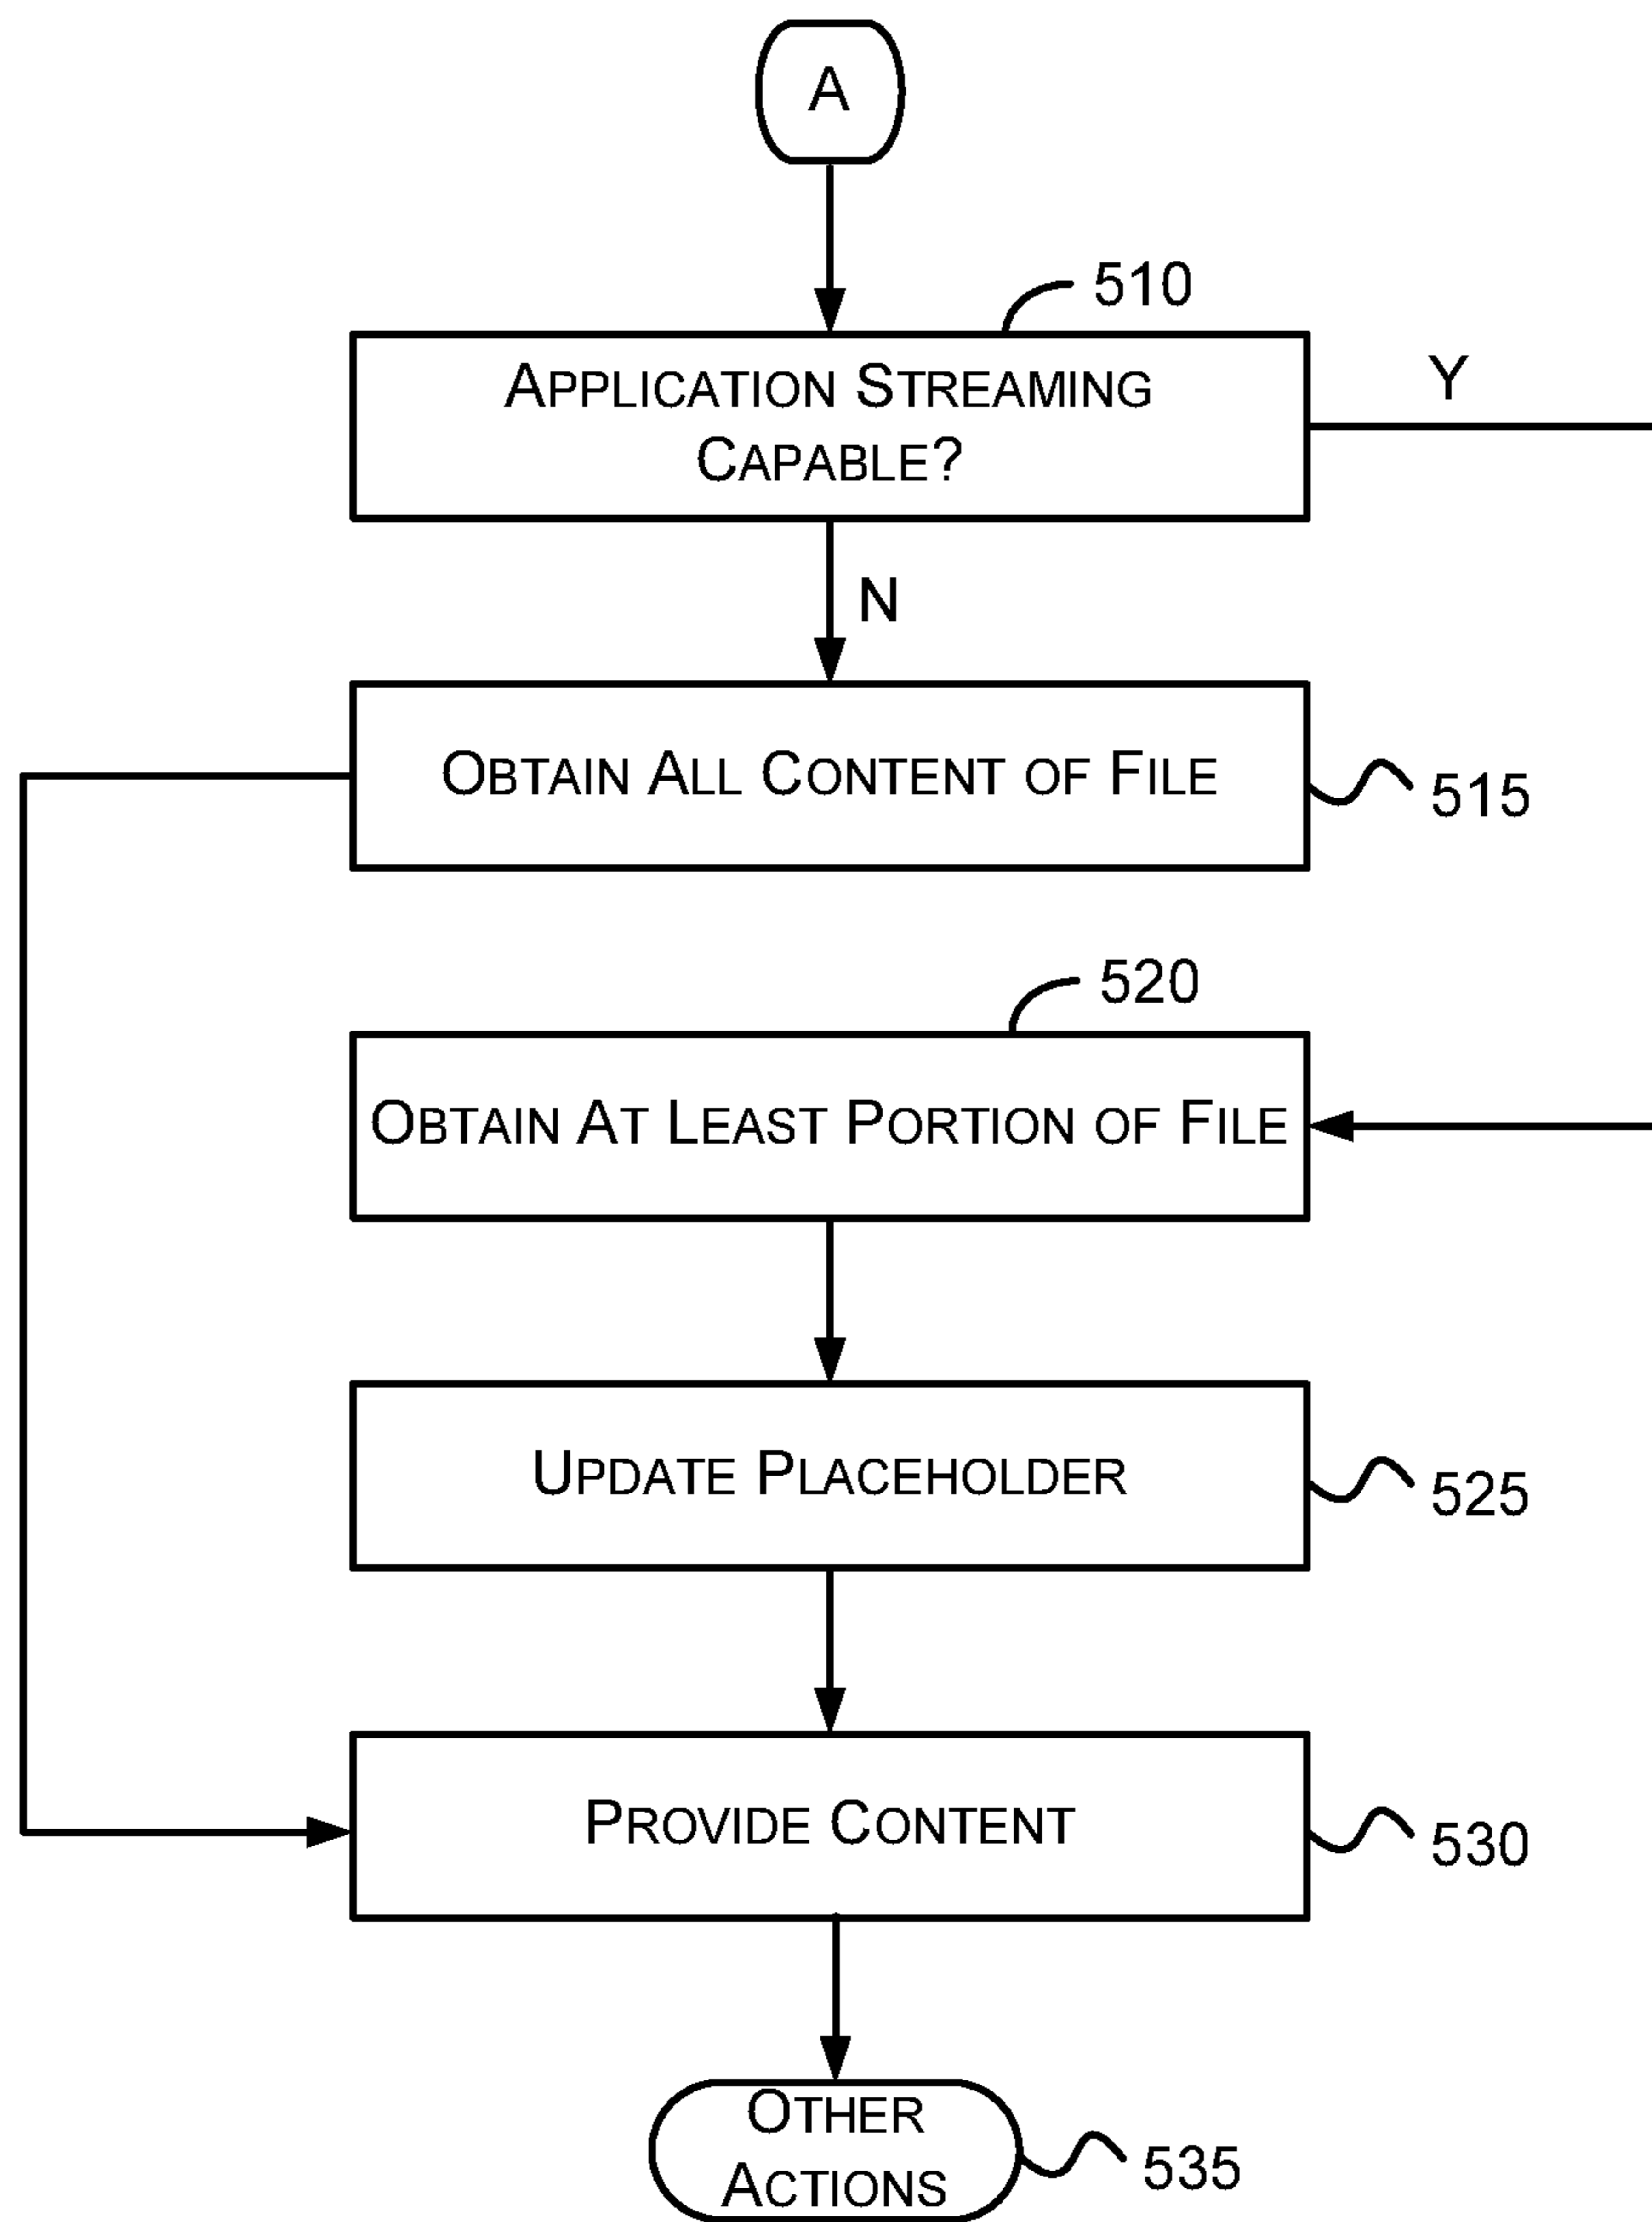 A
510
APPLICATION STREAMING
CAPABLE?
Y
N
OBTAIN ALL CONTENT OF FILE
515
520
OBTAIN AT LEAST PORTION OF FILE
UPDATE PLACEHOLDER
525
PROVIDE CONTENT
530
OTHER
ACTIONS
535